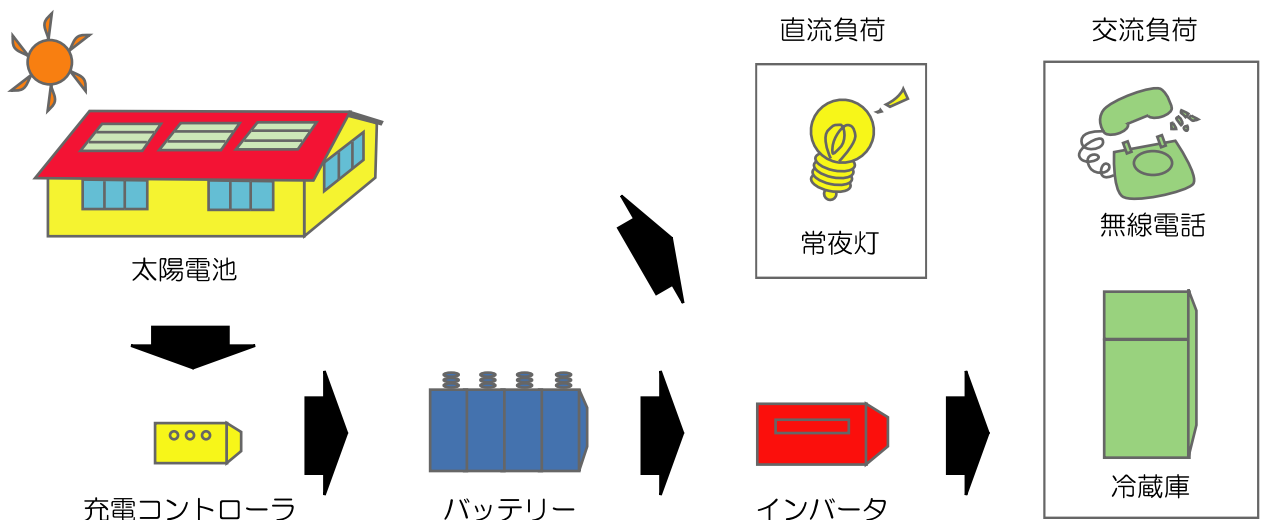 直流負荷
交流負荷
常夜灯
無線電話
太陽電池
冷蔵庫
充電コントローラ
バッテリー
インバータ